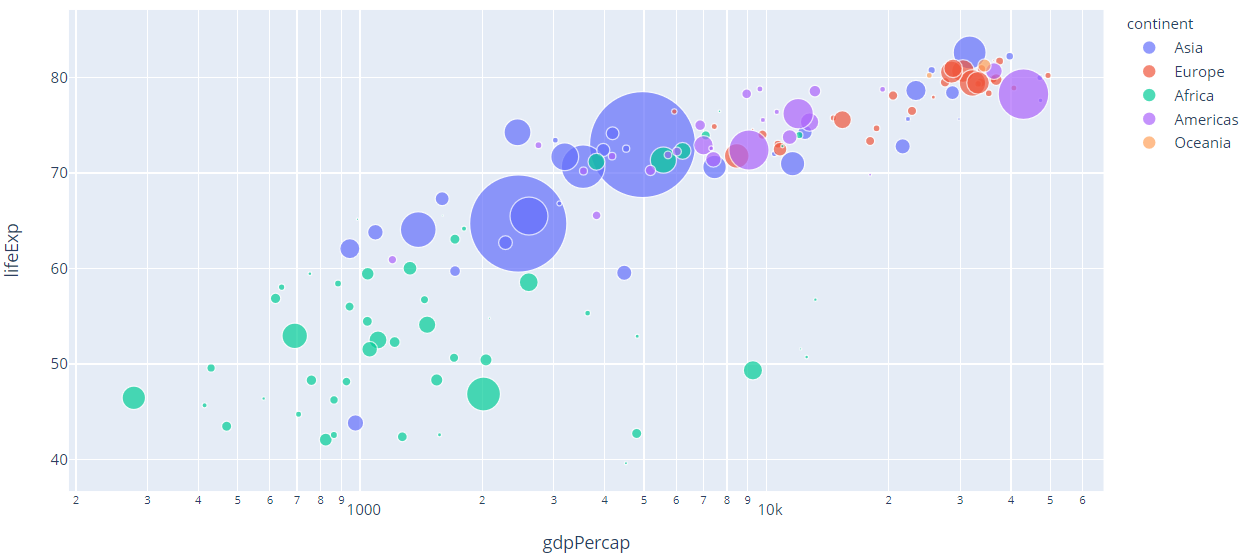 continent
Asia
Europe
Africa
Americas
Oceania
lifeExp
80
70
60
50
40
2 3 4 5 6 7 8 9 1000 2 3 4 5 6 7 8 9 10k 2 3 4 5 6
gdpPercap